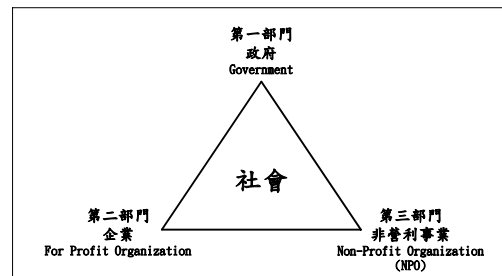 第一部門
政府
Government
社會
第二部門
企業
For Profit Organization
第三部門
非營利事業
Non-Profit Organization
(NPO)